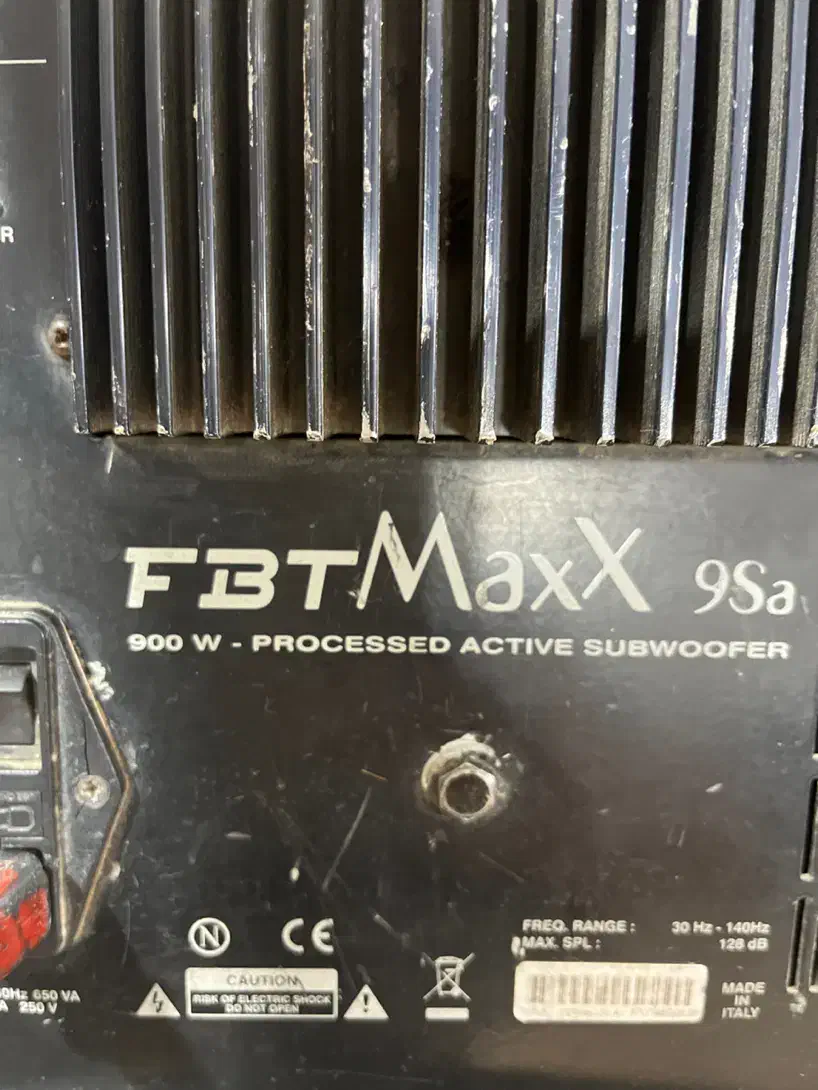 R
FBT MaxX 9Sa
900 W - PROCESSED ACTIVE SUBWOOFER
N CE
FREQ. RANGE : 30 Hz - 140Hz
MAX. SPL : 128 dB
CAUTION
RISK OF ELECTRIC SHOCK
DO NOT OPEN
0Hz 650 VA
A 250 V
MADE
IN
ITALY